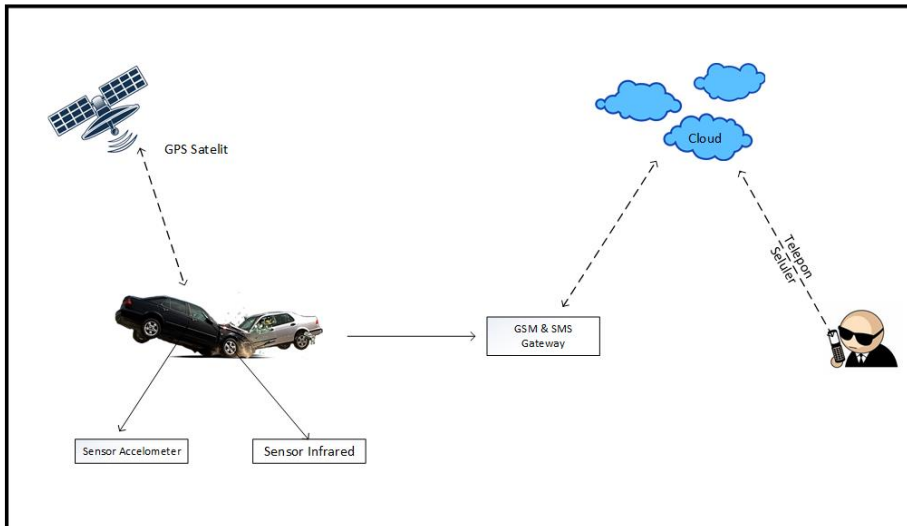 GPS Satelit
Cloud
Telepon
Seluler
GSM & SMS
Gateway
Sensor Accelometer
Sensor Infrared